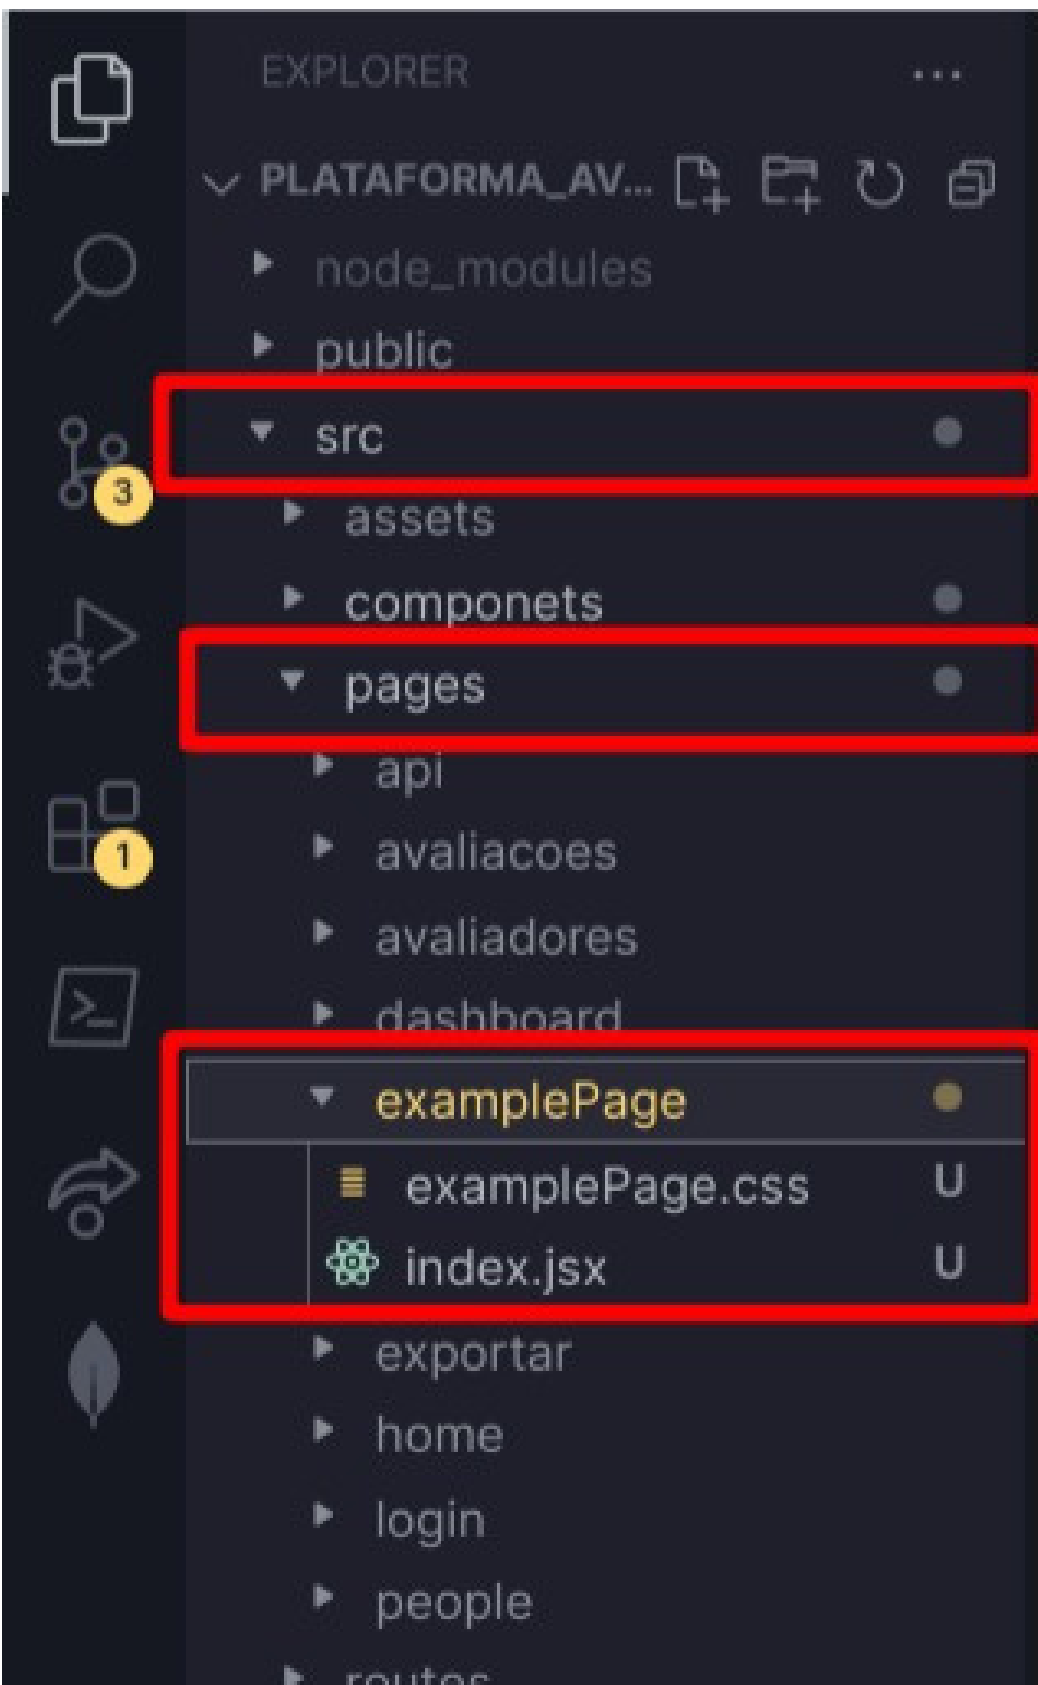 EXPLORER
PLATAFORMA_AV...
node_modules
public
src
3
assets
componets
pages
api
1
avaliacoes
avaliadores
dashboard
examplePage
examplePage.css U
index.jsx U
exportar
home
login
people
routes